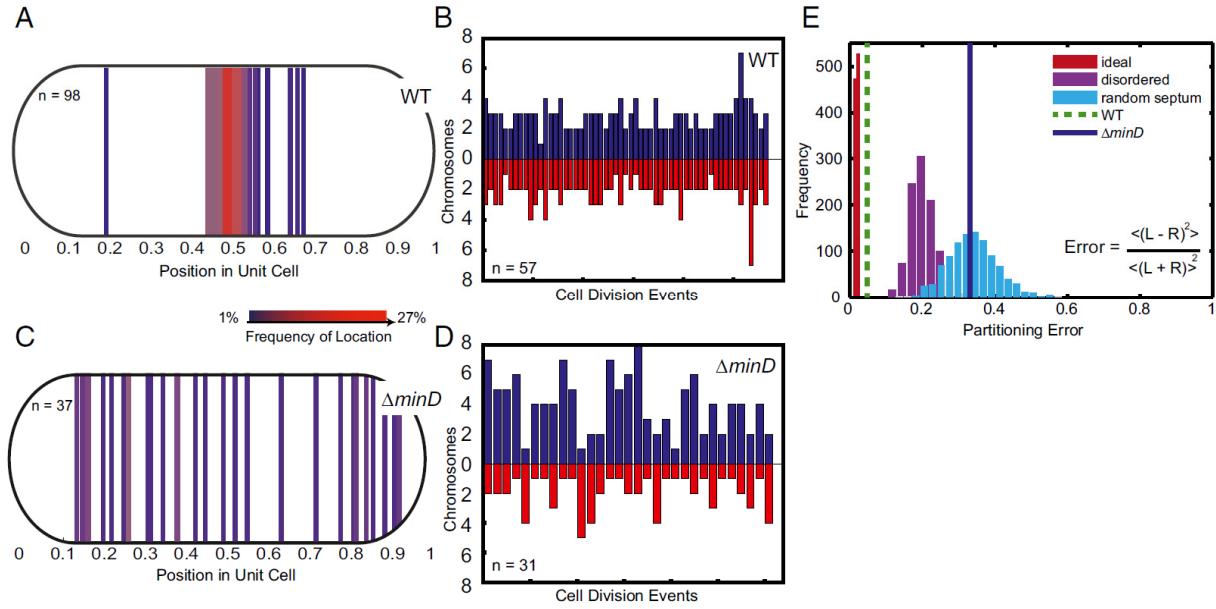 A
n = 98
WT
0 0.1 0.2 0.3 0.4 0.5 0.6 0.7 0.8 0.9 1
Position in Unit Cell
1% 27%
Frequency of Location
B
8
6
4
2
0
2
4
6
8
Chromosomes
WT
n = 57
Cell Division Events
C
n = 37
ΔminD
0 0.1 0.2 0.3 0.4 0.5 0.6 0.7 0.8 0.9 1
Position in Unit Cell
D
8
6
4
2
0
2
4
6
8
Chromosomes
ΔminD
n = 31
Cell Division Events
E
500
400
300
200
100
0
Frequency
ideal
disordered
random septum
WT
ΔminD
Error = <(L - R)²>
<(L + R)>²
0 0.2 0.4 0.6 0.8 1
Partitioning Error